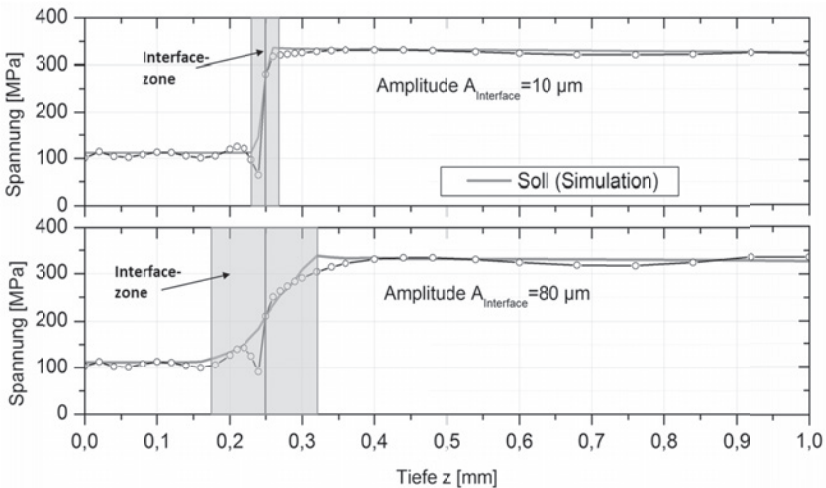 400
300
200
100
0
Spannung [MPa]
Interface-
zone
Amplitude A_Interface=10 µm
Soll (Simulation)
400
300
200
100
0
Spannung [MPa]
Interface-
zone
Amplitude A_Interface=80 µm
0,0 0,1 0,2 0,3 0,4 0,5 0,6 0,7 0,8 0,9 1,0
Tiefe z [mm]